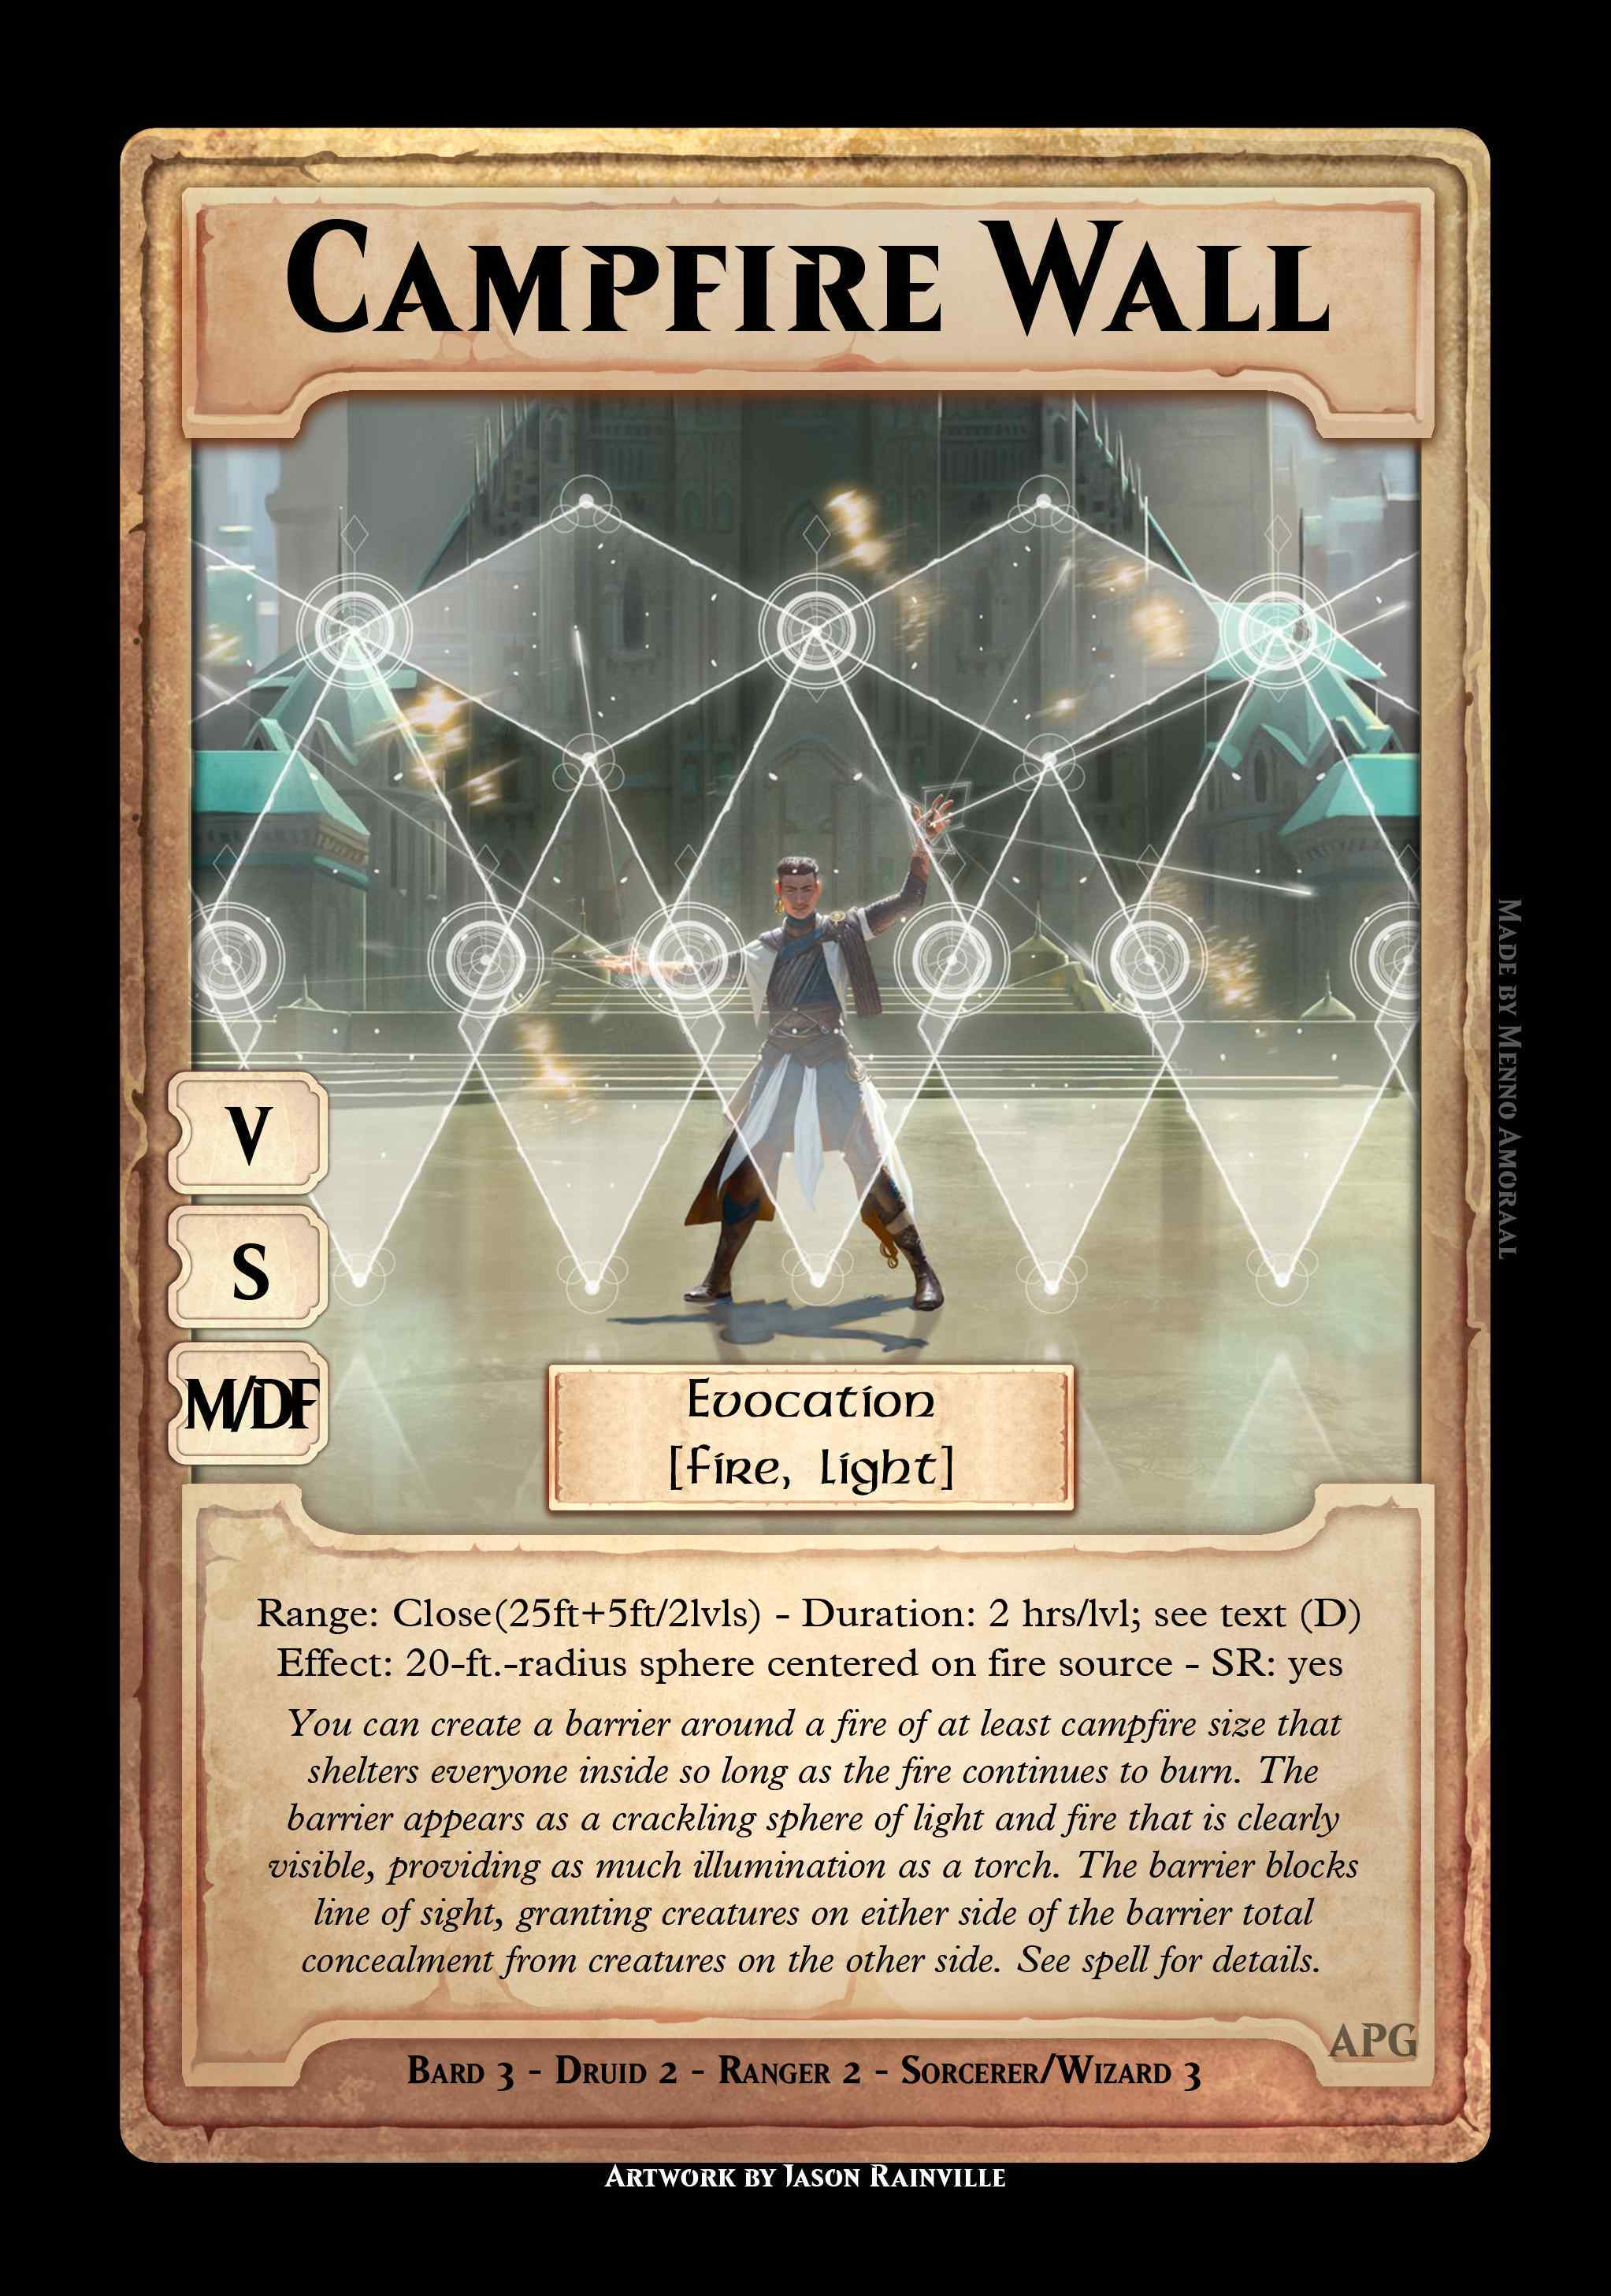 Campfire Wall
Made by Menno Amoraal
V
S
M/DF
Evocation
[Fire, Light]
Range: Close(25ft+5ft/2lvls) - Duration: 2 hrs/lvl; see text (D)
Effect: 20-ft.-radius sphere centered on fire source - SR: yes
You can create a barrier around a fire of at least campfire size that
shelters everyone inside so long as the fire continues to burn. The
barrier appears as a crackling sphere of light and fire that is clearly
visible, providing as much illumination as a torch. The barrier blocks
line of sight, granting creatures on either side of the barrier total
concealment from creatures on the other side. See spell for details.
APG
Bard 3 - Druid 2 - Ranger 2 - Sorcerer/Wizard 3
Artwork by Jason Rainville